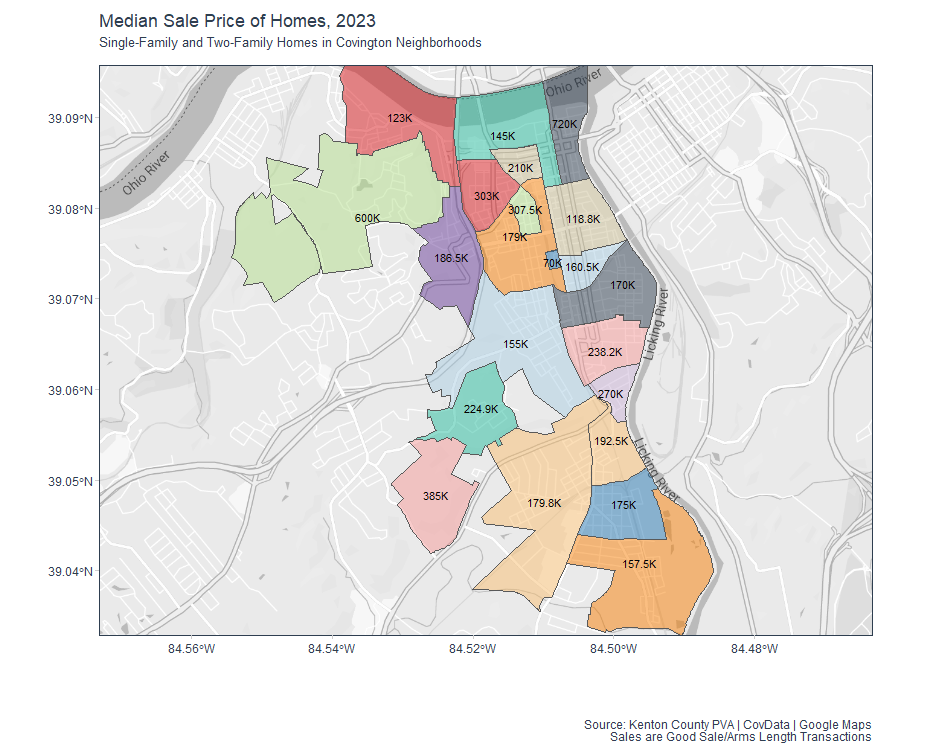 Median Sale Price of Homes, 2023
Single-Family and Two-Family Homes in Covington Neighborhoods
39.09°N
39.08°N
39.07°N
39.06°N
39.05°N
39.04°N
Ohio River
Ohio River
123K
720K
145K
210K
303K
307.5K
600K
118.8K
179K
186.5K
70K
160.5K
170K
Licking River
155K
238.2K
270K
224.9K
192.5K
Licking River
385K
179.8K
175K
157.5K
84.56°W
84.54°W
84.52°W
84.50°W
84.48°W
Source: Kenton County PVA | CovData | Google Maps
Sales are Good Sale/Arms Length Transactions